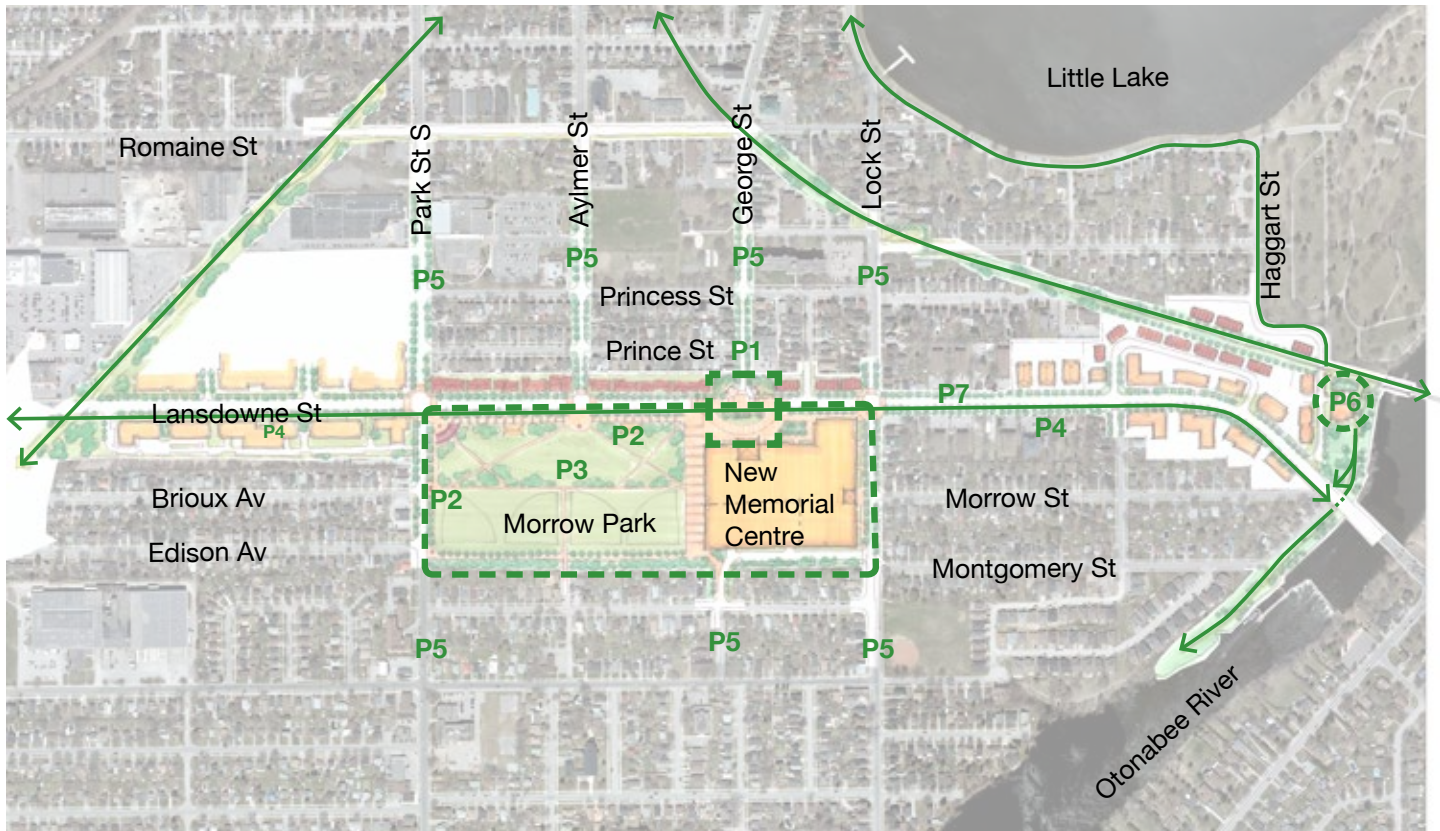 Little Lake
Romaine St
Park St S
Aylmer St
George St
Lock St
Haggart St
P5
P5
P5
P5
Princess St
Prince St
P1
P7
P6
Lansdowne St
P4
P2
P4
P3
P2
New
Memorial
Centre
Morrow Park
Brioux Av
Morrow St
Edison Av
Montgomery St
P5
P5
P5
Otonabee River